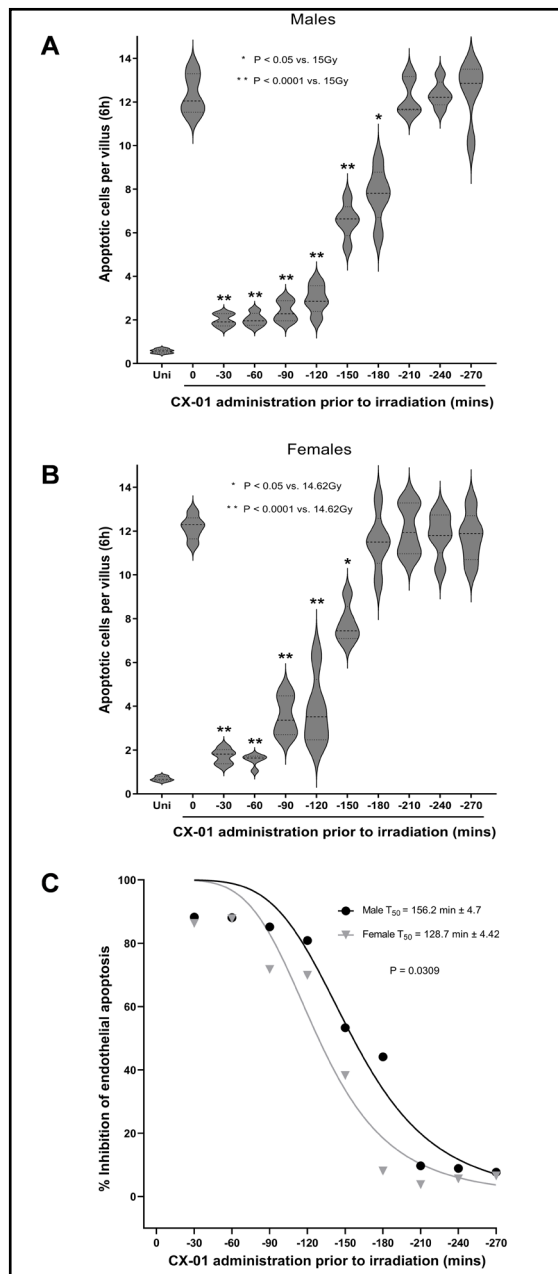 Males
A
* P < 0.05 vs. 15Gy
** P < 0.0001 vs. 15Gy
Apoptotic cells per villus (6h)
14
12
10
8
6
4
2
0
**
**
**
**
**
*
Uni 0 -30 -60 -90 -120 -150 -180 -210 -240 -270
CX-01 administration prior to irradiation (mins)
Females
B
* P < 0.05 vs. 14.62Gy
** P < 0.0001 vs. 14.62Gy
Apoptotic cells per villus (6h)
14
12
10
8
6
4
2
0
**
**
**
**
*
Uni 0 -30 -60 -90 -120 -150 -180 -210 -240 -270
CX-01 administration prior to irradiation (mins)
C
% Inhibition of endothelial apoptosis
100
80
60
40
20
0
Male T50 = 156.2 min ± 4.7
Female T50 = 128.7 min ± 4.42
P = 0.0309
0 -30 -60 -90 -120 -150 -180 -210 -240 -270
CX-01 administration prior to irradiation (mins)